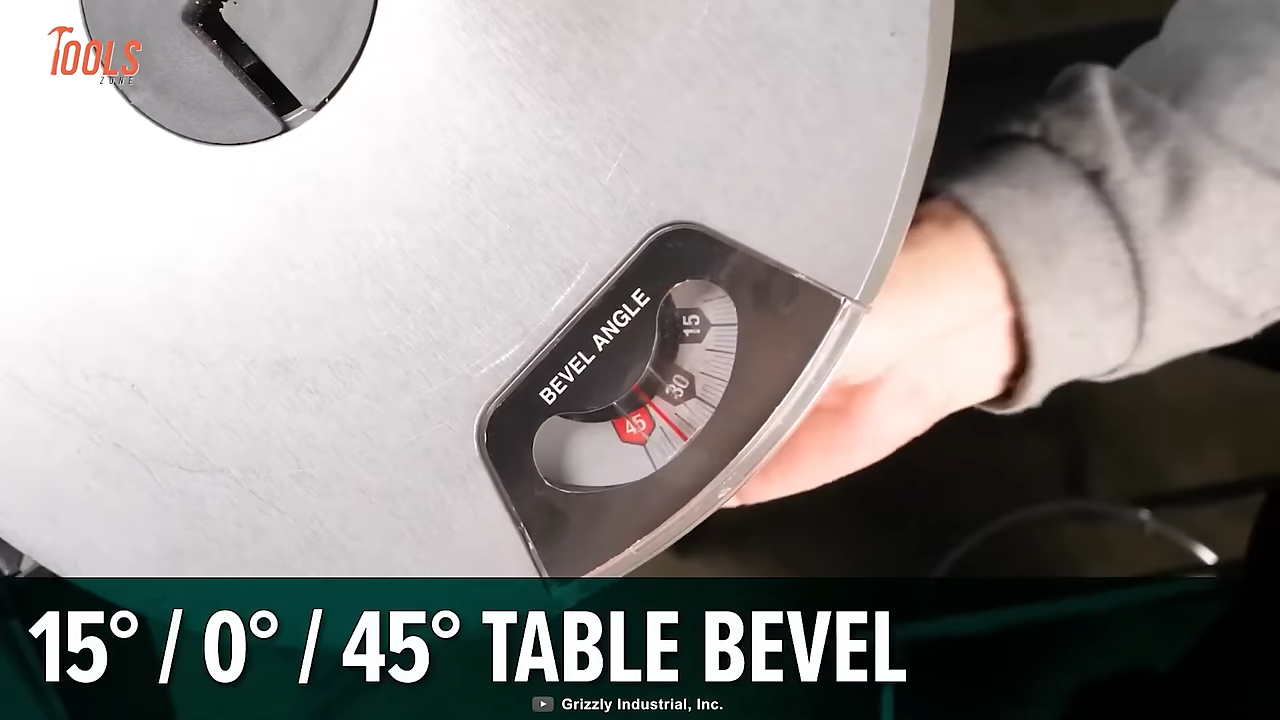 TOOLS
ZONE
BEVEL ANGLE
15
30
45
15° / 0° / 45° TABLE BEVEL
Grizzly Industrial, Inc.